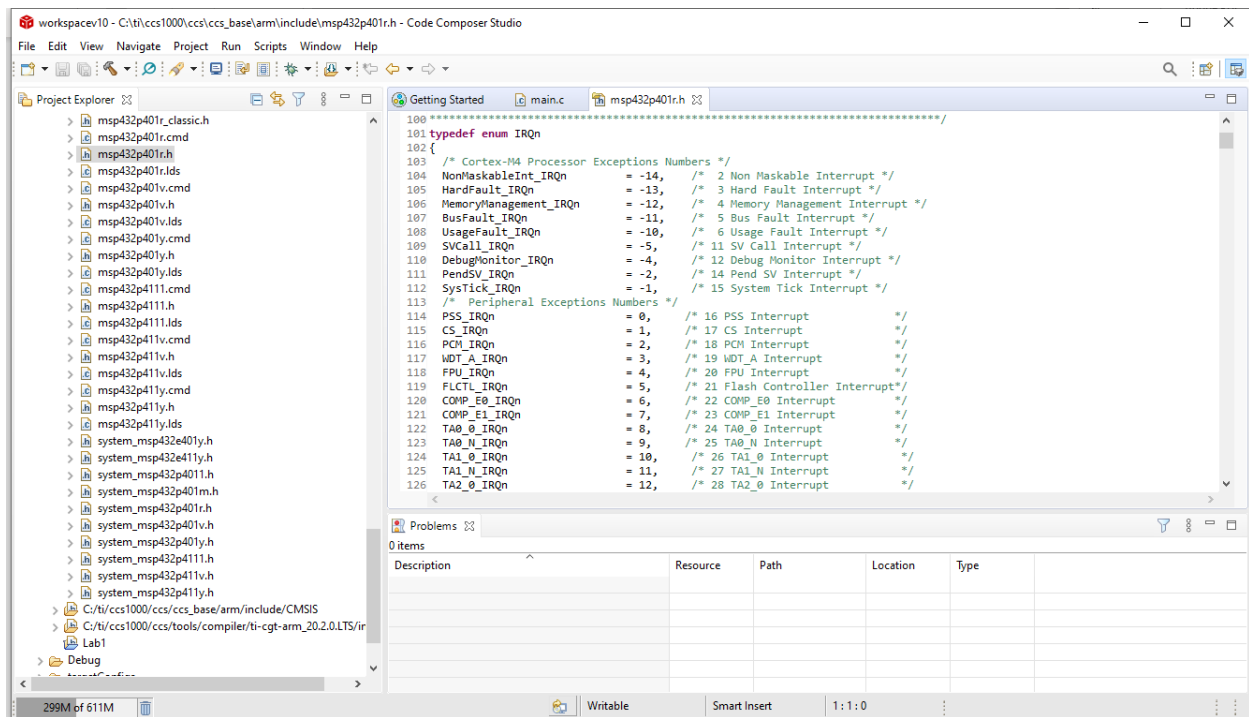 workspacev10 - C:\ti\ccs1000\ccs\ccs_base\arm\include\msp432p401r.h - Code Composer Studio
File Edit View Navigate Project Run Scripts Window Help
Project Explorer
msp432p401r_classic.h
msp432p401r.cmd
msp432p401r.h
msp432p401r.lds
msp432p401v.cmd
msp432p401v.h
msp432p401v.lds
msp432p401y.cmd
msp432p401y.h
msp432p401y.lds
msp432p4111.cmd
msp432p4111.h
msp432p4111.lds
msp432p411v.cmd
msp432p411v.h
msp432p411v.lds
msp432p411y.cmd
msp432p411y.h
msp432p411y.lds
system_msp432e401y.h
system_msp432e411y.h
system_msp432p4011.h
system_msp432p401m.h
system_msp432p401r.h
system_msp432p401v.h
system_msp432p401y.h
system_msp432p4111.h
system_msp432p411v.h
system_msp432p411y.h
C:/ti/ccs1000/ccs/ccs_base/arm/include/CMSIS
C:/ti/ccs1000/ccs/tools/compiler/ti-cgt-arm_20.2.0.LTS/ir
Lab1
Debug
Getting Started main.c msp432p401r.h
100 ******************************************************************************/
101 typedef enum IRQn
102 {
103 /* Cortex-M4 Processor Exceptions Numbers */
104 NonMaskableInt_IRQn = -14, /* 2 Non Maskable Interrupt */
105 HardFault_IRQn = -13, /* 3 Hard Fault Interrupt */
106 MemoryManagement_IRQn = -12, /* 4 Memory Management Interrupt */
107 BusFault_IRQn = -11, /* 5 Bus Fault Interrupt */
108 UsageFault_IRQn = -10, /* 6 Usage Fault Interrupt */
109 SVCall_IRQn = -5, /* 11 SV Call Interrupt */
110 DebugMonitor_IRQn = -4, /* 12 Debug Monitor Interrupt */
111 PendSV_IRQn = -2, /* 14 Pend SV Interrupt */
112 SysTick_IRQn = -1, /* 15 System Tick Interrupt */
113 /* Peripheral Exceptions Numbers */
114 PSS_IRQn = 0, /* 16 PSS Interrupt */
115 CS_IRQn = 1, /* 17 CS Interrupt */
116 PCM_IRQn = 2, /* 18 PCM Interrupt */
117 WDT_A_IRQn = 3, /* 19 WDT_A Interrupt */
118 FPU_IRQn = 4, /* 20 FPU Interrupt */
119 FLCTL_IRQn = 5, /* 21 Flash Controller Interrupt*/
120 COMP_E0_IRQn = 6, /* 22 COMP_E0 Interrupt */
121 COMP_E1_IRQn = 7, /* 23 COMP_E1 Interrupt */
122 TA0_0_IRQn = 8, /* 24 TA0_0 Interrupt */
123 TA0_N_IRQn = 9, /* 25 TA0_N Interrupt */
124 TA1_0_IRQn = 10, /* 26 TA1_0 Interrupt */
125 TA1_N_IRQn = 11, /* 27 TA1_N Interrupt */
126 TA2_0_IRQn = 12, /* 28 TA2_0 Interrupt */
Problems
0 items
Description Resource Path Location Type
299M of 611M Writable Smart Insert 1 : 1 : 0